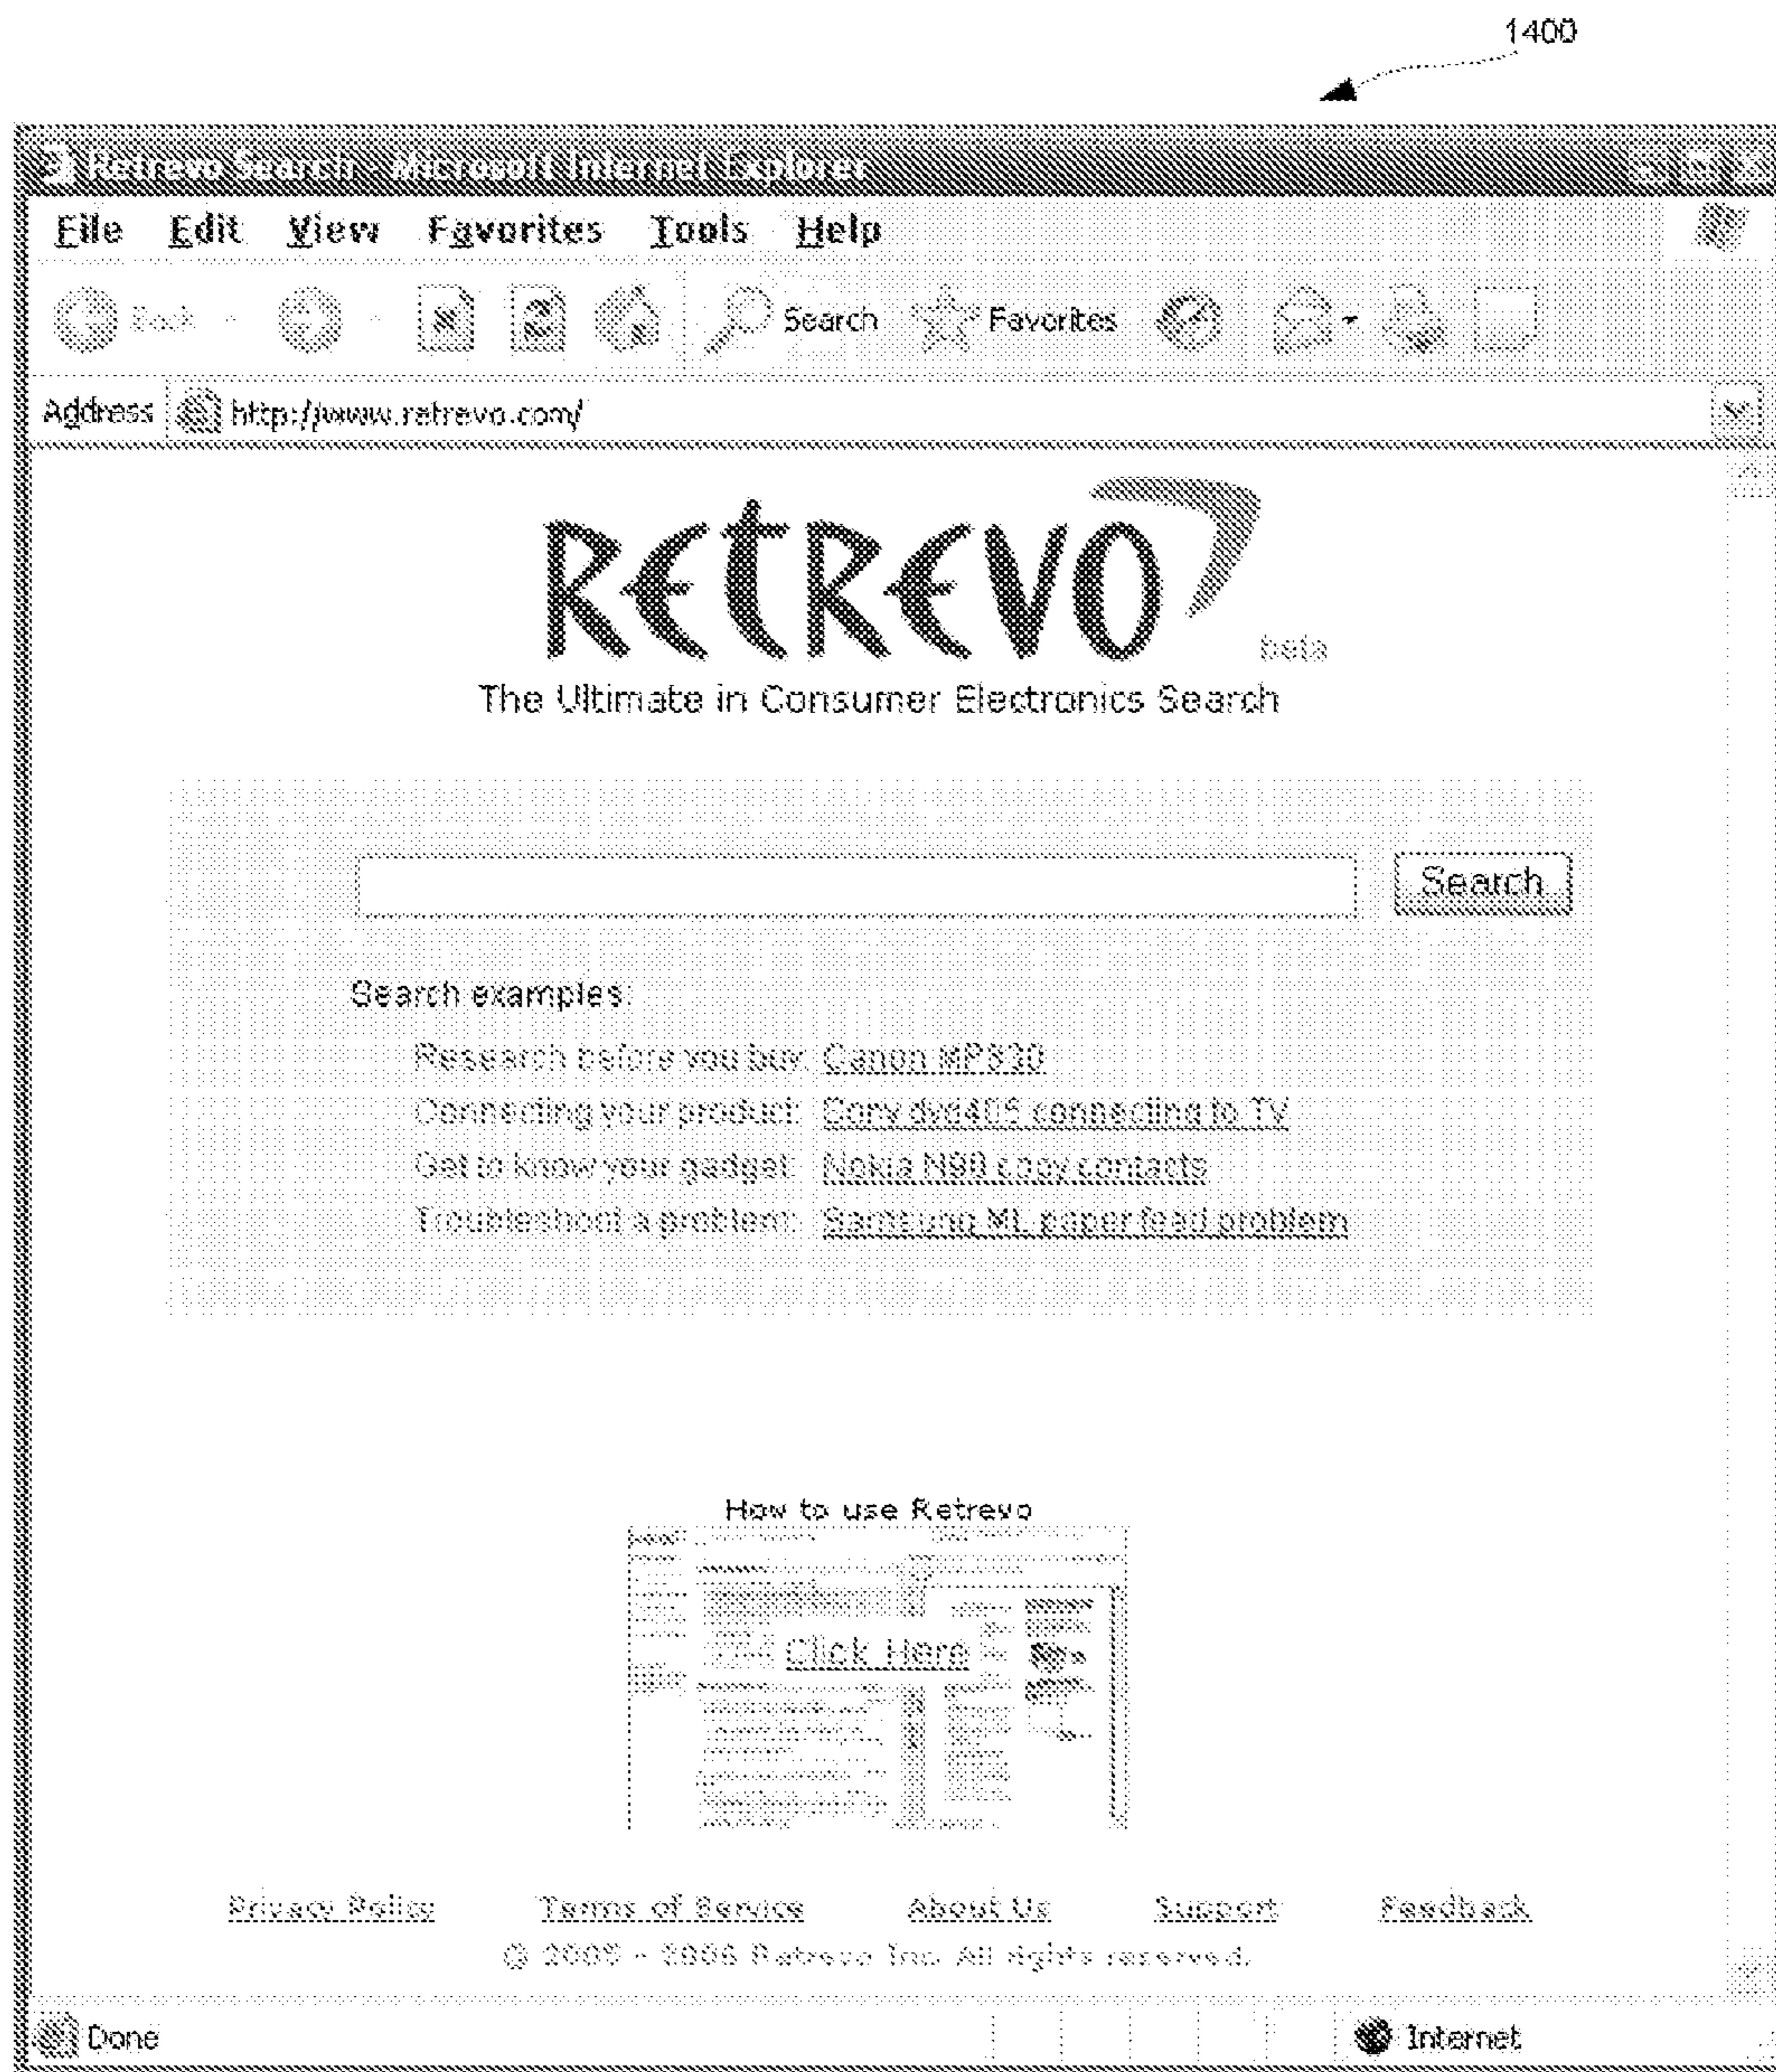 1400
Retrevo Search - Microsoft Internet Explorer
File Edit View Favorites Tools Help
Back Search Favorites
Address http://www.retrevo.com/
RETREVO
beta
The Ultimate in Consumer Electronics Search
Search
Search examples:
Research before you buy: Canon
Connecting your product: connecting to TV
Get to know your gadget: Nokia copy contacts
Troubleshoot a problem: Samsung ML paper feed problem
How to use Retrevo
Click Here
Privacy Policy Terms of Service About Us Support Feedback
© 2005 - 2006 Retrevo Inc. All rights reserved.
Done Internet